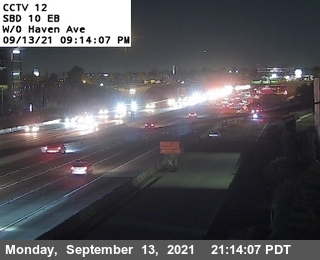 CCTV 12
SBD 10 EB
W/O Haven Ave
09/13/21 09:14:07 PM
Monday, September 13, 2021 21:14:07 PDT